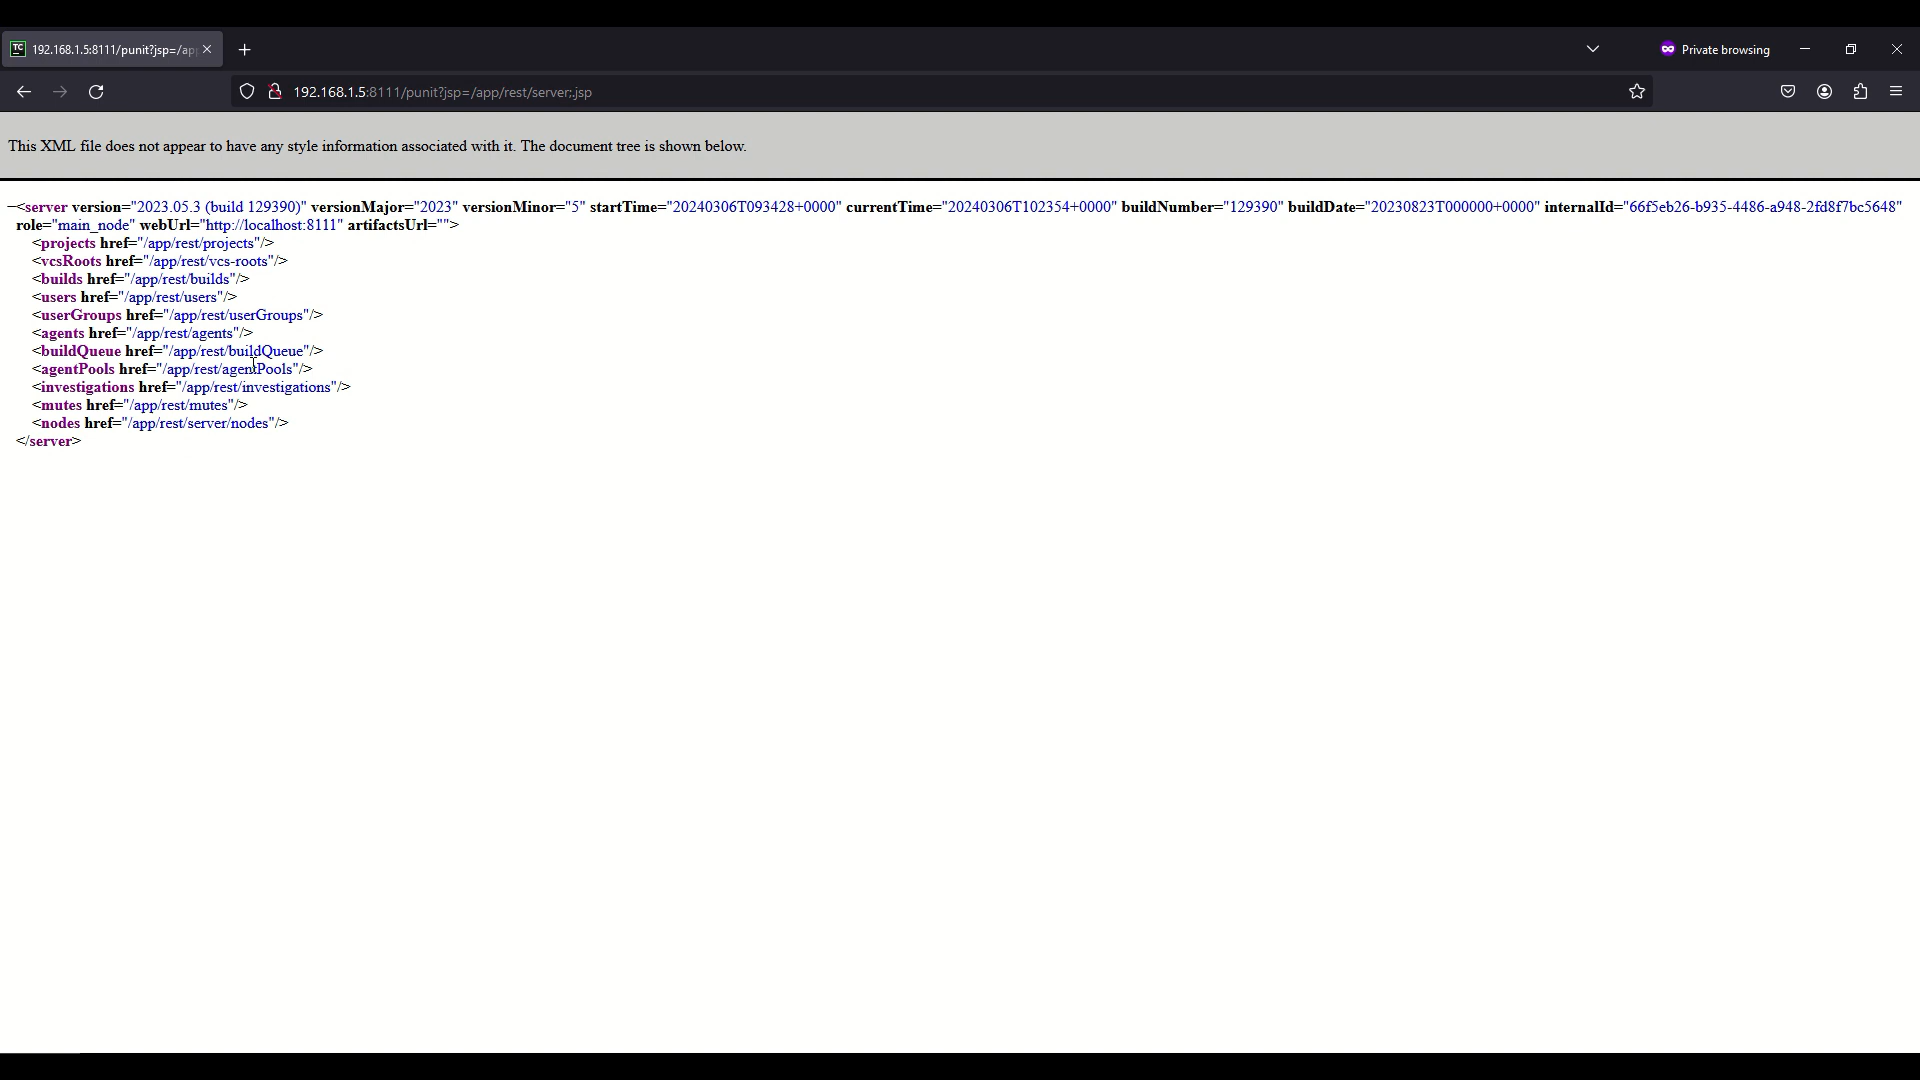 TC 192.168.1.5:8111/punit?jsp=/ap
Private browsing
192.168.1.5:8111/punit?jsp=/app/rest/server;.jsp
This XML file does not appear to have any style information associated with it. The document tree is shown below.
−<server version="2023.05.3 (build 129390)" versionMajor="2023" versionMinor="5" startTime="20240306T093428+0000" currentTime="20240306T102354+0000" buildNumber="129390" buildDate="20230823T000000+0000" internalId="66f5eb26-b935-4486-a948-2fd8f7bc5648"
role="main_node" webUrl="http://localhost:8111" artifactsUrl="">
<projects href="/app/rest/projects"/>
<vcsRoots href="/app/rest/vcs-roots"/>
<builds href="/app/rest/builds"/>
<users href="/app/rest/users"/>
<userGroups href="/app/rest/userGroups"/>
<agents href="/app/rest/agents"/>
<buildQueue href="/app/rest/buildQueue"/>
<agentPools href="/app/rest/agentPools"/>
<investigations href="/app/rest/investigations"/>
<mutes href="/app/rest/mutes"/>
<nodes href="/app/rest/server/nodes"/>
</server>